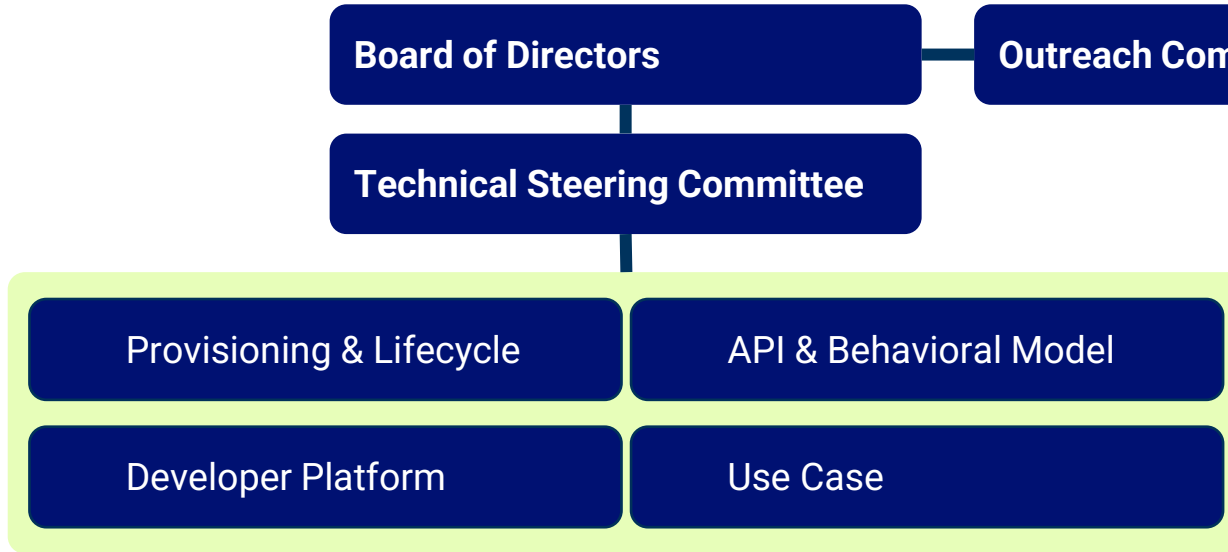 Board of Directors
Outreach Com
Technical Steering Committee
Provisioning & Lifecycle
API & Behavioral Model
Developer Platform
Use Case